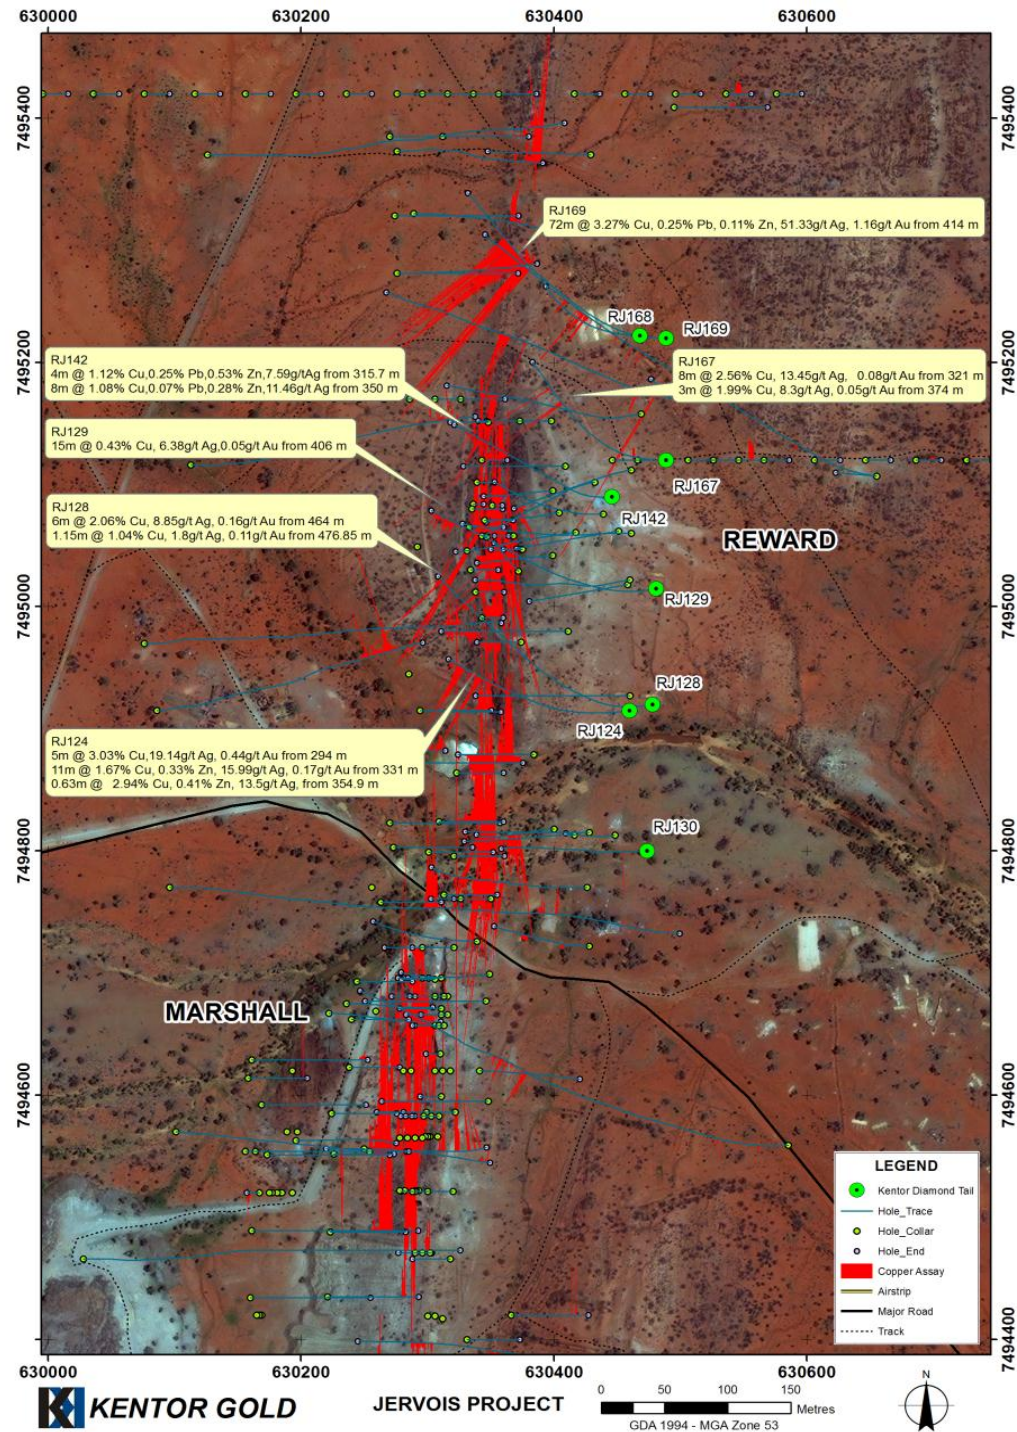 630000 630200 630400 630600
7495400 7495400
RJ169
72m @ 3.27% Cu, 0.25% Pb, 0.11% Zn, 51.33g/t Ag, 1.16g/t Au from 414 m
RJ168
RJ169
7495200 7495200
RJ142
4m @ 1.12% Cu,0.25% Pb,0.53% Zn,7.59g/tAg from 315.7 m
8m @ 1.08% Cu,0.07% Pb,0.28% Zn,11.46g/t Ag from 350 m
RJ167
8m @ 2.56% Cu, 13.45g/t Ag, 0.08g/t Au from 321 m
3m @ 1.99% Cu, 8.3g/t Ag, 0.05g/t Au from 374 m
RJ129
15m @ 0.43% Cu, 6.38g/t Ag,0.05g/t Au from 406 m
RJ167
RJ128
6m @ 2.06% Cu, 8.85g/t Ag, 0.16g/t Au from 464 m
1.15m @ 1.04% Cu, 1.8g/t Ag, 0.11g/t Au from 476.85 m
RJ142
REWARD
7495000 7495000
RJ129
RJ128
RJ124
RJ124
5m @ 3.03% Cu,19.14g/t Ag, 0.44g/t Au from 294 m
11m @ 1.67% Cu, 0.33% Zn, 15.99g/t Ag, 0.17g/t Au from 331 m
0.63m @ 2.94% Cu, 0.41% Zn, 13.5g/t Ag, from 354.9 m
RJ130
7494800 7494800
MARSHALL
7494600 7494600
LEGEND
Kentor Diamond Tail
Hole_Trace
Hole_Collar
Hole_End
Copper Assay
Airstrip
Major Road
Track
7494400
630000 630200 630400 630600
KENTOR GOLD
JERVOIS PROJECT
0 50 100 150
Metres
GDA 1994 - MGA Zone 53
N